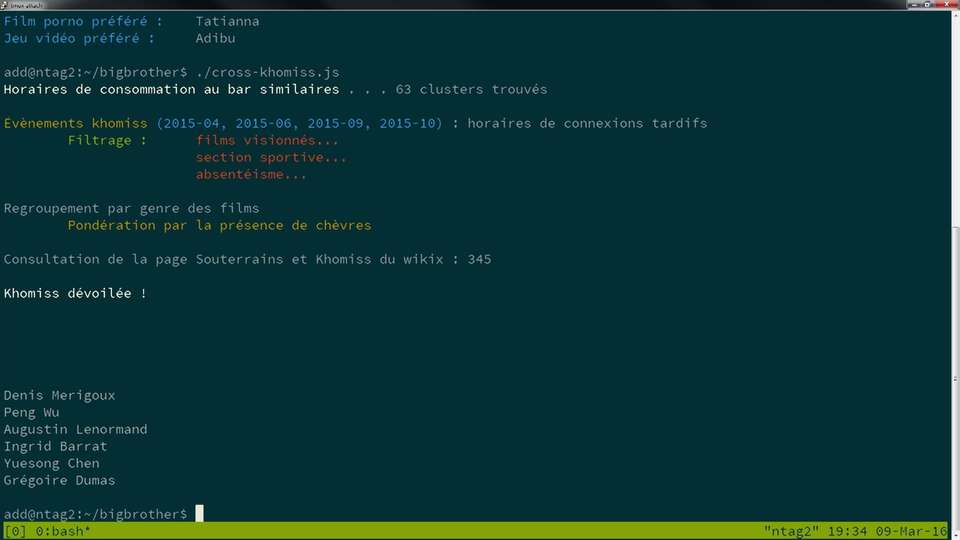 tmux attach
Film porno préféré : Tatianna
Jeu vidéo préféré : Adibu
add@ntag2:~/bigbrother$ ./cross-khomiss.js
Horaires de consommation au bar similaires . . . 63 clusters trouvés
Evènements khomiss (2015-04, 2015-06, 2015-09, 2015-10) : horaires de connexions tardifs
Filtrage : films visionnés...
section sportive...
absentéisme...
Regroupement par genre des films
Pondération par la présence de chèvres
Consultation de la page Souterrains et Khomiss du wikix : 345
Khomiss dévoilée !
Denis Merigoux
Peng Wu
Augustin Lenormand
Ingrid Barrat
Yuesong Chen
Grégoire Dumas
add@ntag2:~/bigbrother$
[0] 0:bash* "ntag2" 19:34 09-Mar-16